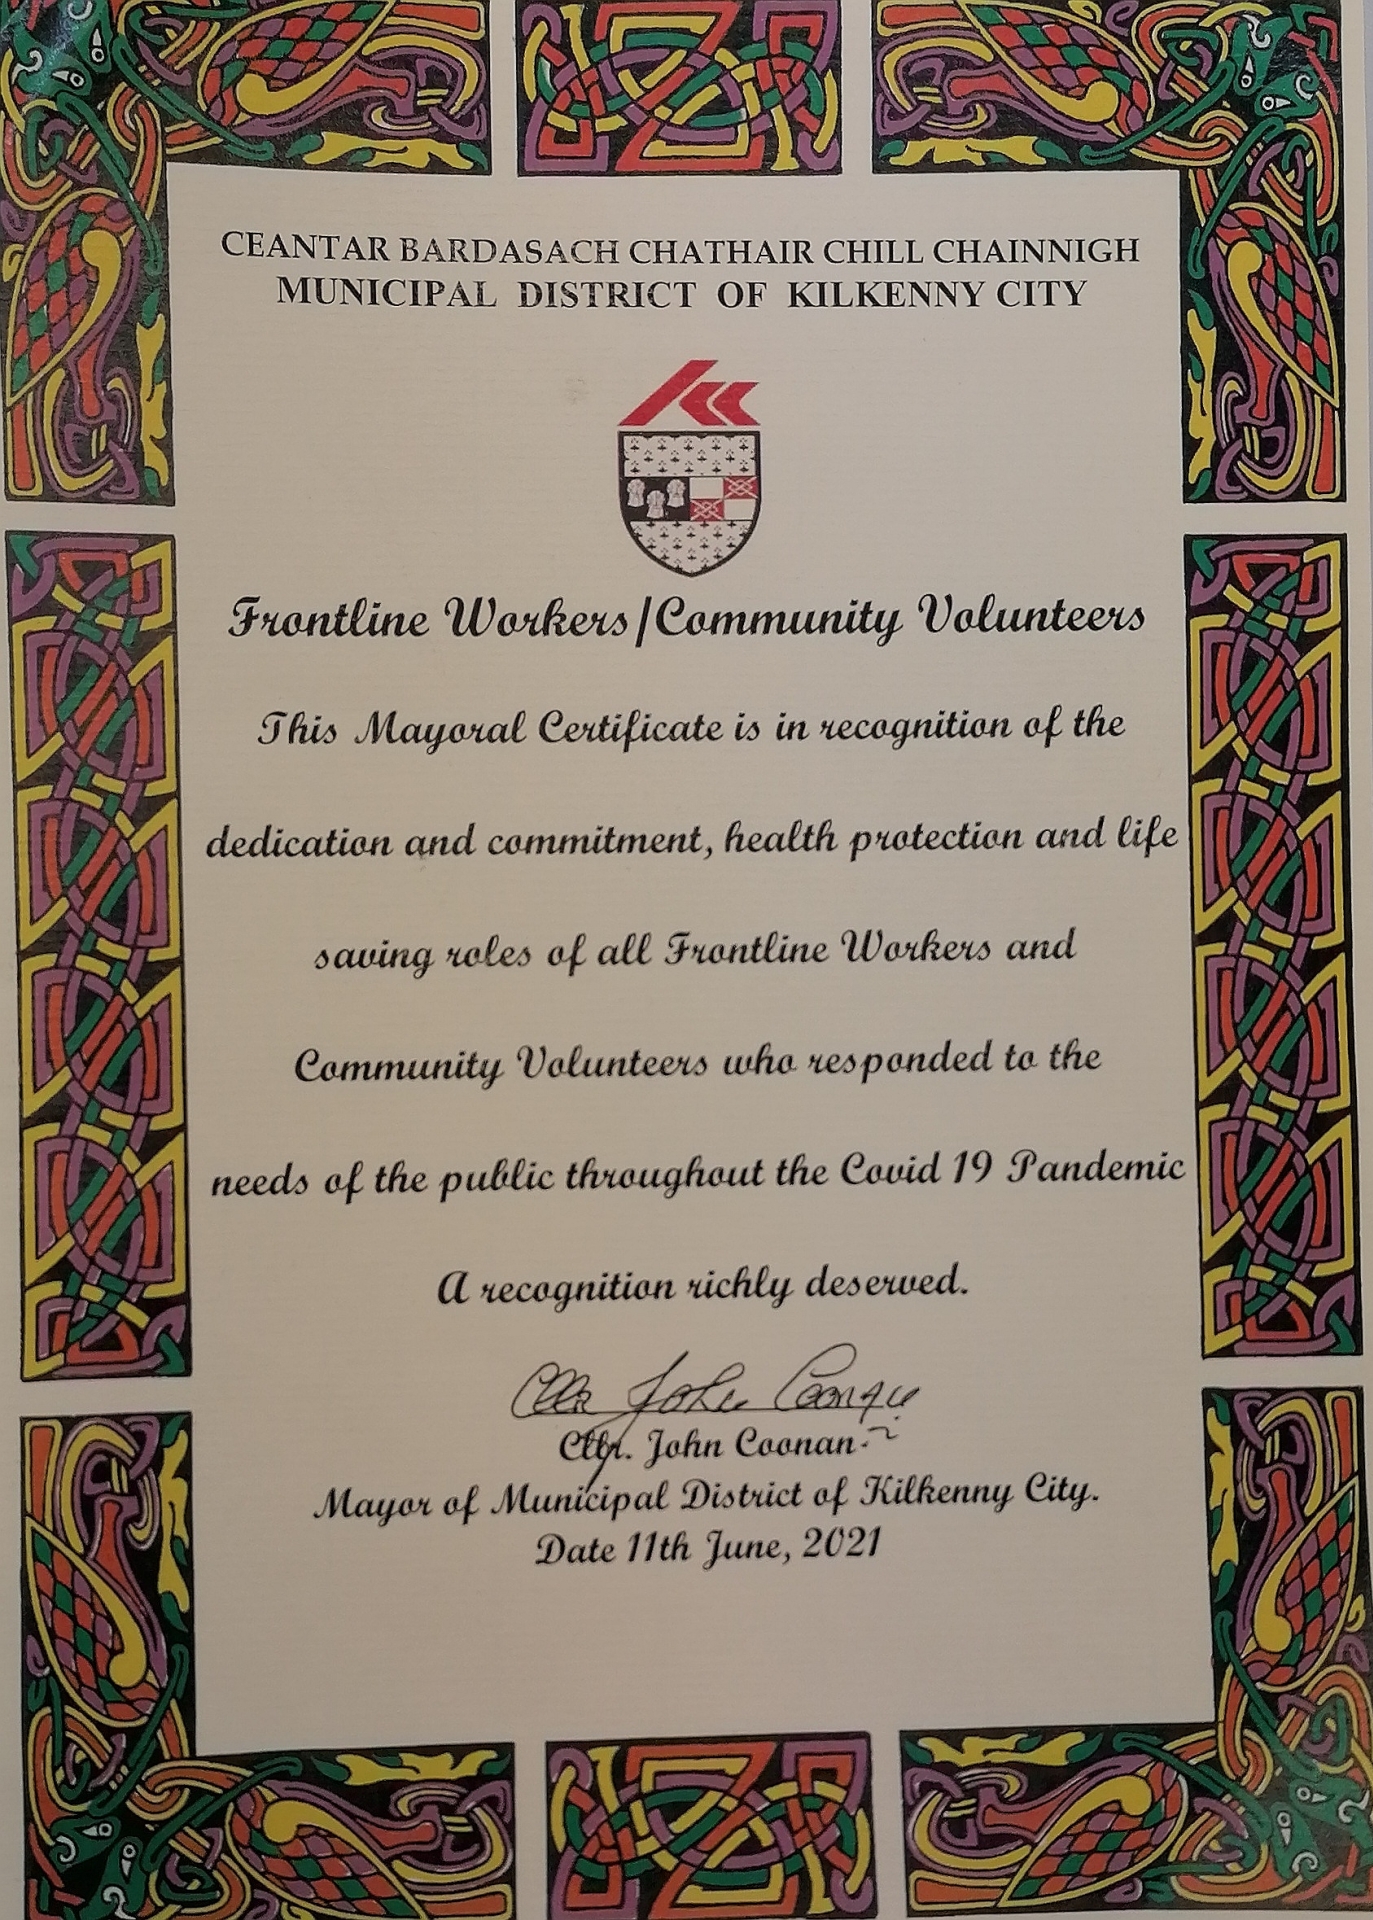 CEANTAR BARDASACH CHATHAIR CHILL CHAINNIGH
MUNICIPAL DISTRICT OF KILKENNY CITY
Frontline Workers/Community Volunteers
This Mayoral Certificate is in recognition of the
dedication and commitment, health protection and life
saving roles of all Frontline Workers and
Community Volunteers who responded to the
needs of the public throughout the Covid 19 Pandemic
A recognition richly deserved.
Cllr John Coonan
Cllr. John Coonan
Mayor of Municipal District of Kilkenny City.
Date 11th June, 2021